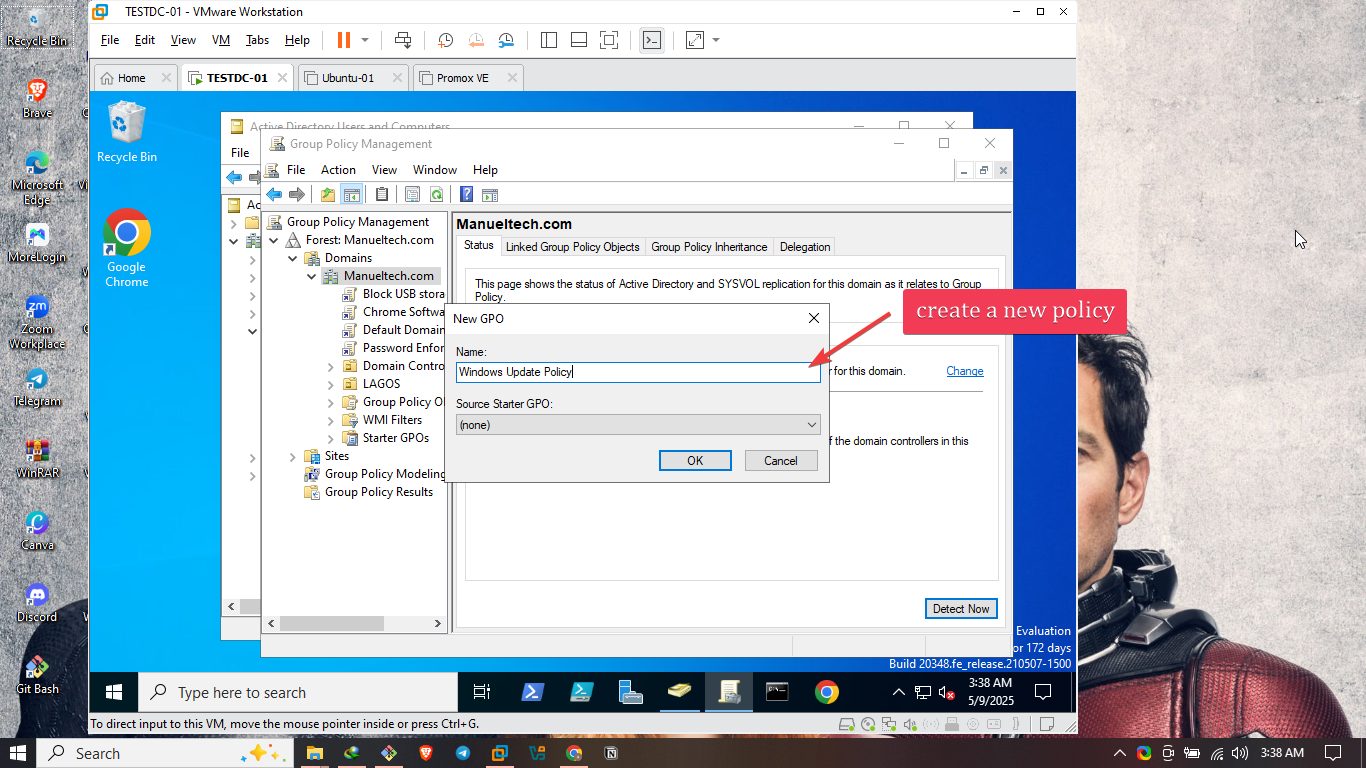 TESTDC-01 - VMware Workstation
File Edit View VM Tabs Help
Home
TESTDC-01
Ubuntu-01
Promox VE
Recycle Bin
Brave
Microsoft
Edge
MoreLogin
Zoom
Workplace
Telegram
WinRAR
Canva
Discord
Git Bash
Recycle Bin
Google
Chrome
Active Directory Users and Computers
File
Group Policy Management
File Action View Window Help
Group Policy Management
Forest: Manueltech.com
Domains
Manueltech.com
Block USB stora
Chrome Softwa
Default Domain
Password Enfor
Domain Contro
LAGOS
Group Policy Ol
WMI Filters
Starter GPOs
Sites
Group Policy Modeling
Group Policy Results
Manueltech.com
Status
Linked Group Policy Objects
Group Policy Inheritance
Delegation
This page shows the status of Active Directory and SYSVOL replication for this domain as it relates to Group
Policy.
for this domain.
Change
f the domain controllers in this
Detect Now
New GPO
Name:
Windows Update Policy
Source Starter GPO:
(none)
OK
Cancel
create a new policy
Evaluation
or 172 days
Build 20348.fe_release.210507-1500
Type here to search
3:38 AM
5/9/2025
To direct input to this VM, move the mouse pointer inside or press Ctrl+G.
Search
3:38 AM